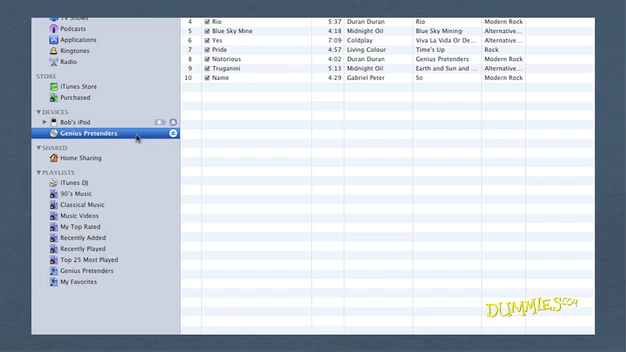 TV Shows
Podcasts
Applications
Ringtones
Radio
STORE
iTunes Store
Purchased
DEVICES
Bob's iPod
Genius Pretenders
SHARED
Home Sharing
PLAYLISTS
iTunes DJ
90's Music
Classical Music
Music Videos
My Top Rated
Recently Added
Recently Played
Top 25 Most Played
Genius Pretenders
My Favorites
4 Rio 5:37 Duran Duran Rio Modern Rock
5 Blue Sky Mine 4:18 Midnight Oil Blue Sky Mining Alternative...
6 Yes 7:09 Coldplay Viva La Vida Or De... Alternative...
7 Pride 4:57 Living Colour Time's Up Rock
8 Notorious 4:02 Duran Duran Genius Pretenders Modern Rock
9 Truganini 5:13 Midnight Oil Earth and Sun and ... Alternative...
10 Name 4:29 Gabriel Peter So Modern Rock
DUMMIES.COM